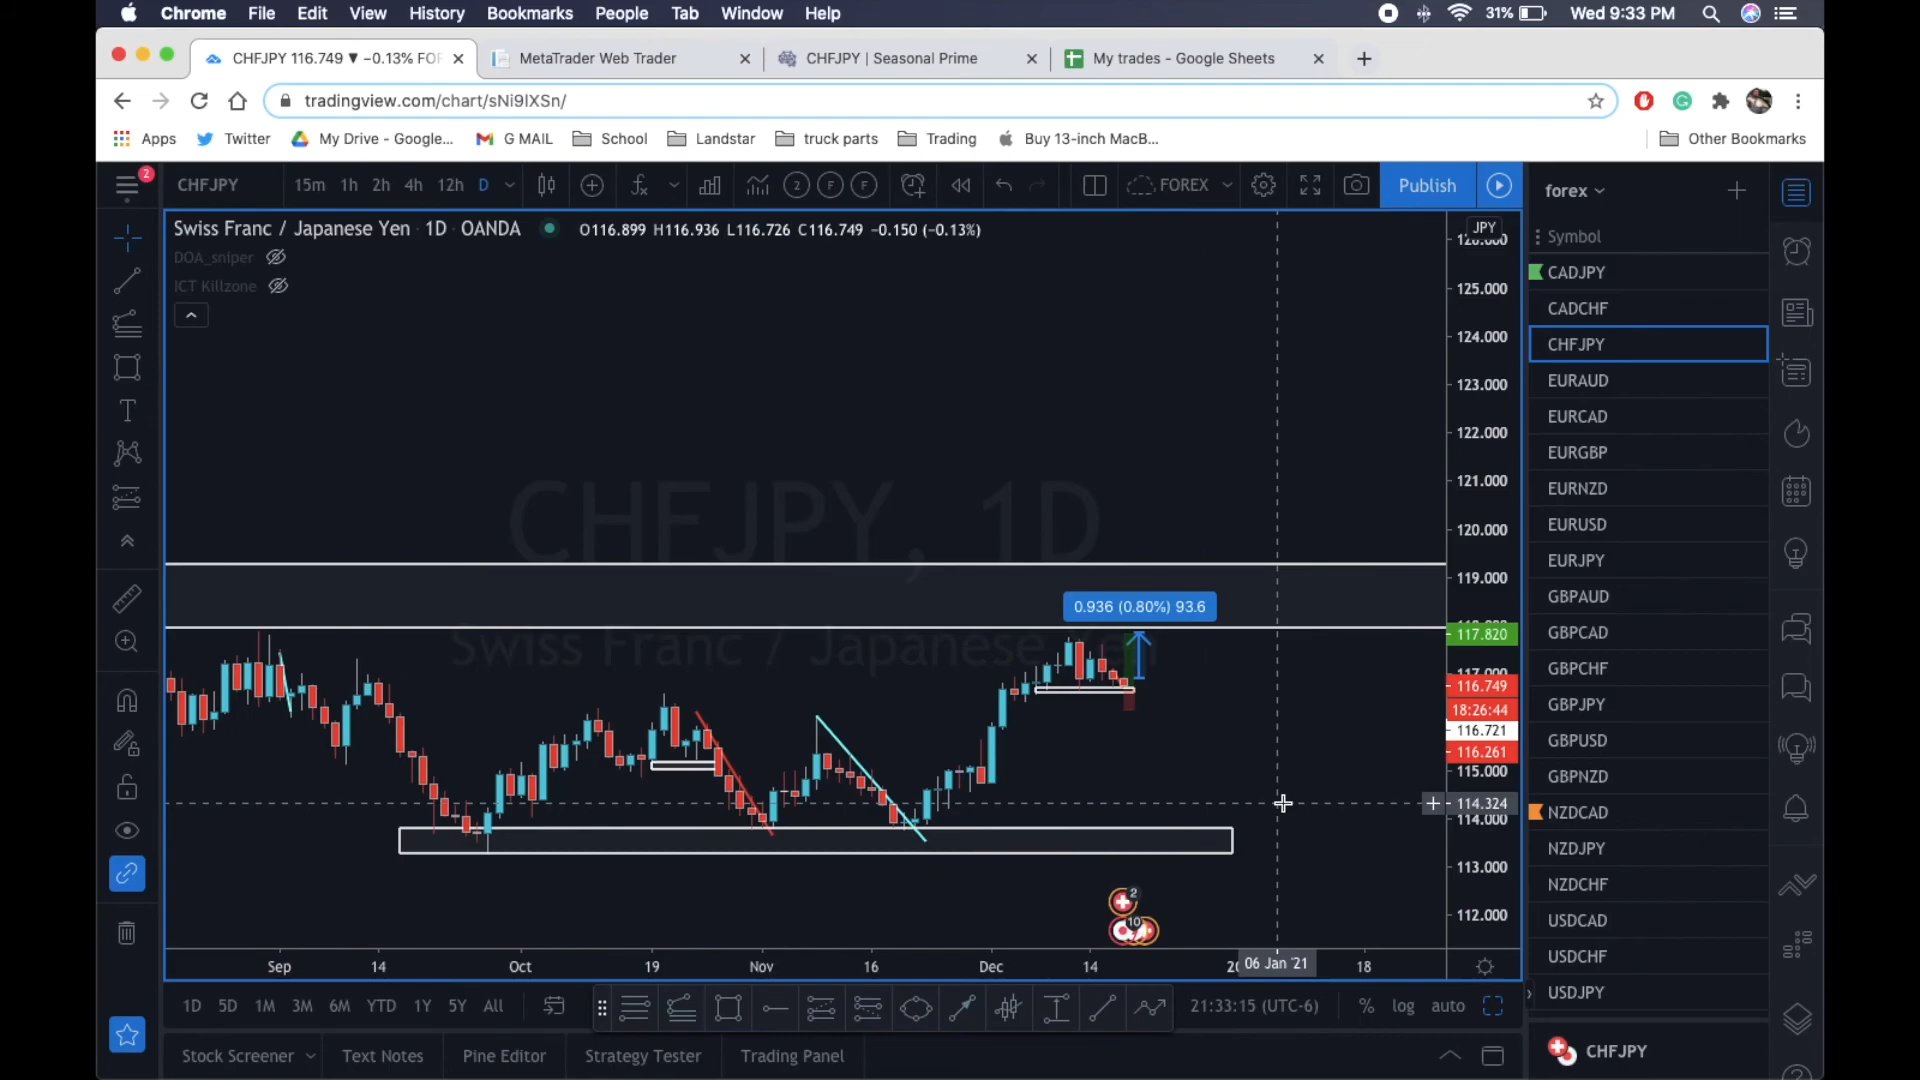 Chrome File Edit View History Bookmarks People Tab Window Help 31% Wed 9:33 PM
CHFJPY 116.749 ▼ −0.13% FOR MetaTrader Web Trader CHFJPY | Seasonal Prime My trades - Google Sheets
tradingview.com/chart/sNi9lXSn/
Apps Twitter My Drive - Google... G MAIL School Landstar truck parts Trading Buy 13-inch MacB... Other Bookmarks
2
CHFJPY 15m 1h 2h 4h 12h D 2 F F FOREX Publish
forex
Swiss Franc / Japanese Yen · 1D · OANDA O116.899 H116.936 L116.726 C116.749 −0.150 (−0.13%)
DOA_sniper
ICT Killzone
JPY
125.000
124.000
123.000
122.000
121.000
120.000
119.000
117.820
117.000
116.749
18:26:44
116.721
116.261
115.000
114.324
114.000
113.000
112.000
CHFJPY, 1D
Swiss Franc / Japanese Yen
0.936 (0.80%) 93.6
2
10
Sep 14 Oct 19 Nov 16 Dec 14 06 Jan '21 18
Symbol
CADJPY
CADCHF
CHFJPY
EURAUD
EURCAD
EURGBP
EURNZD
EURUSD
EURJPY
GBPAUD
GBPCAD
GBPCHF
GBPJPY
GBPUSD
GBPNZD
NZDCAD
NZDJPY
NZDCHF
USDCAD
USDCHF
USDJPY
1D 5D 1M 3M 6M YTD 1Y 5Y All 21:33:15 (UTC-6) % log auto
Stock Screener Text Notes Pine Editor Strategy Tester Trading Panel
CHFJPY